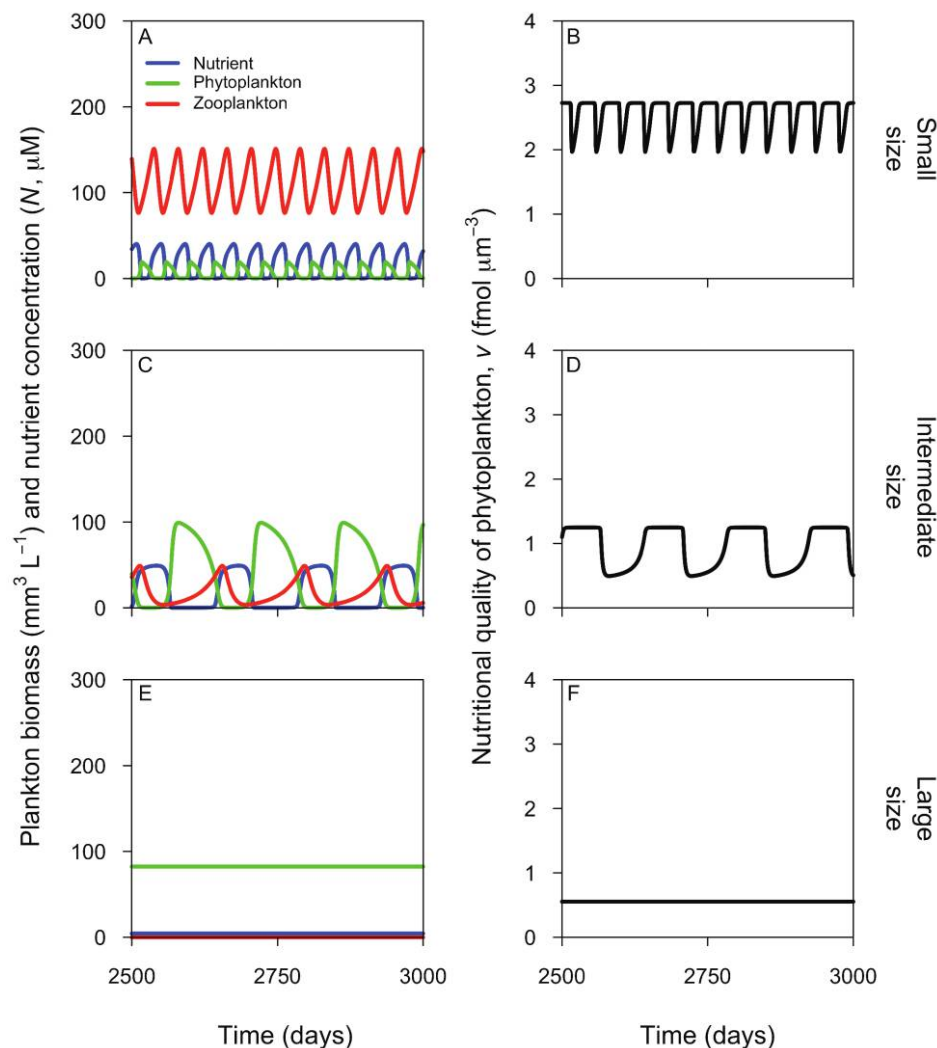 Plankton biomass (mm³ L⁻¹) and nutrient concentration (N, μM)
A
Nutrient
Phytoplankton
Zooplankton
300
200
100
0
C
300
200
100
0
E
300
200
100
0
2500 2750 3000
Time (days)
Nutritional quality of phytoplankton, v (fmol μm⁻³)
B
4
3
2
1
0
Small
size
D
4
3
2
1
0
Intermediate
size
F
4
3
2
1
0
Large
size
2500 2750 3000
Time (days)